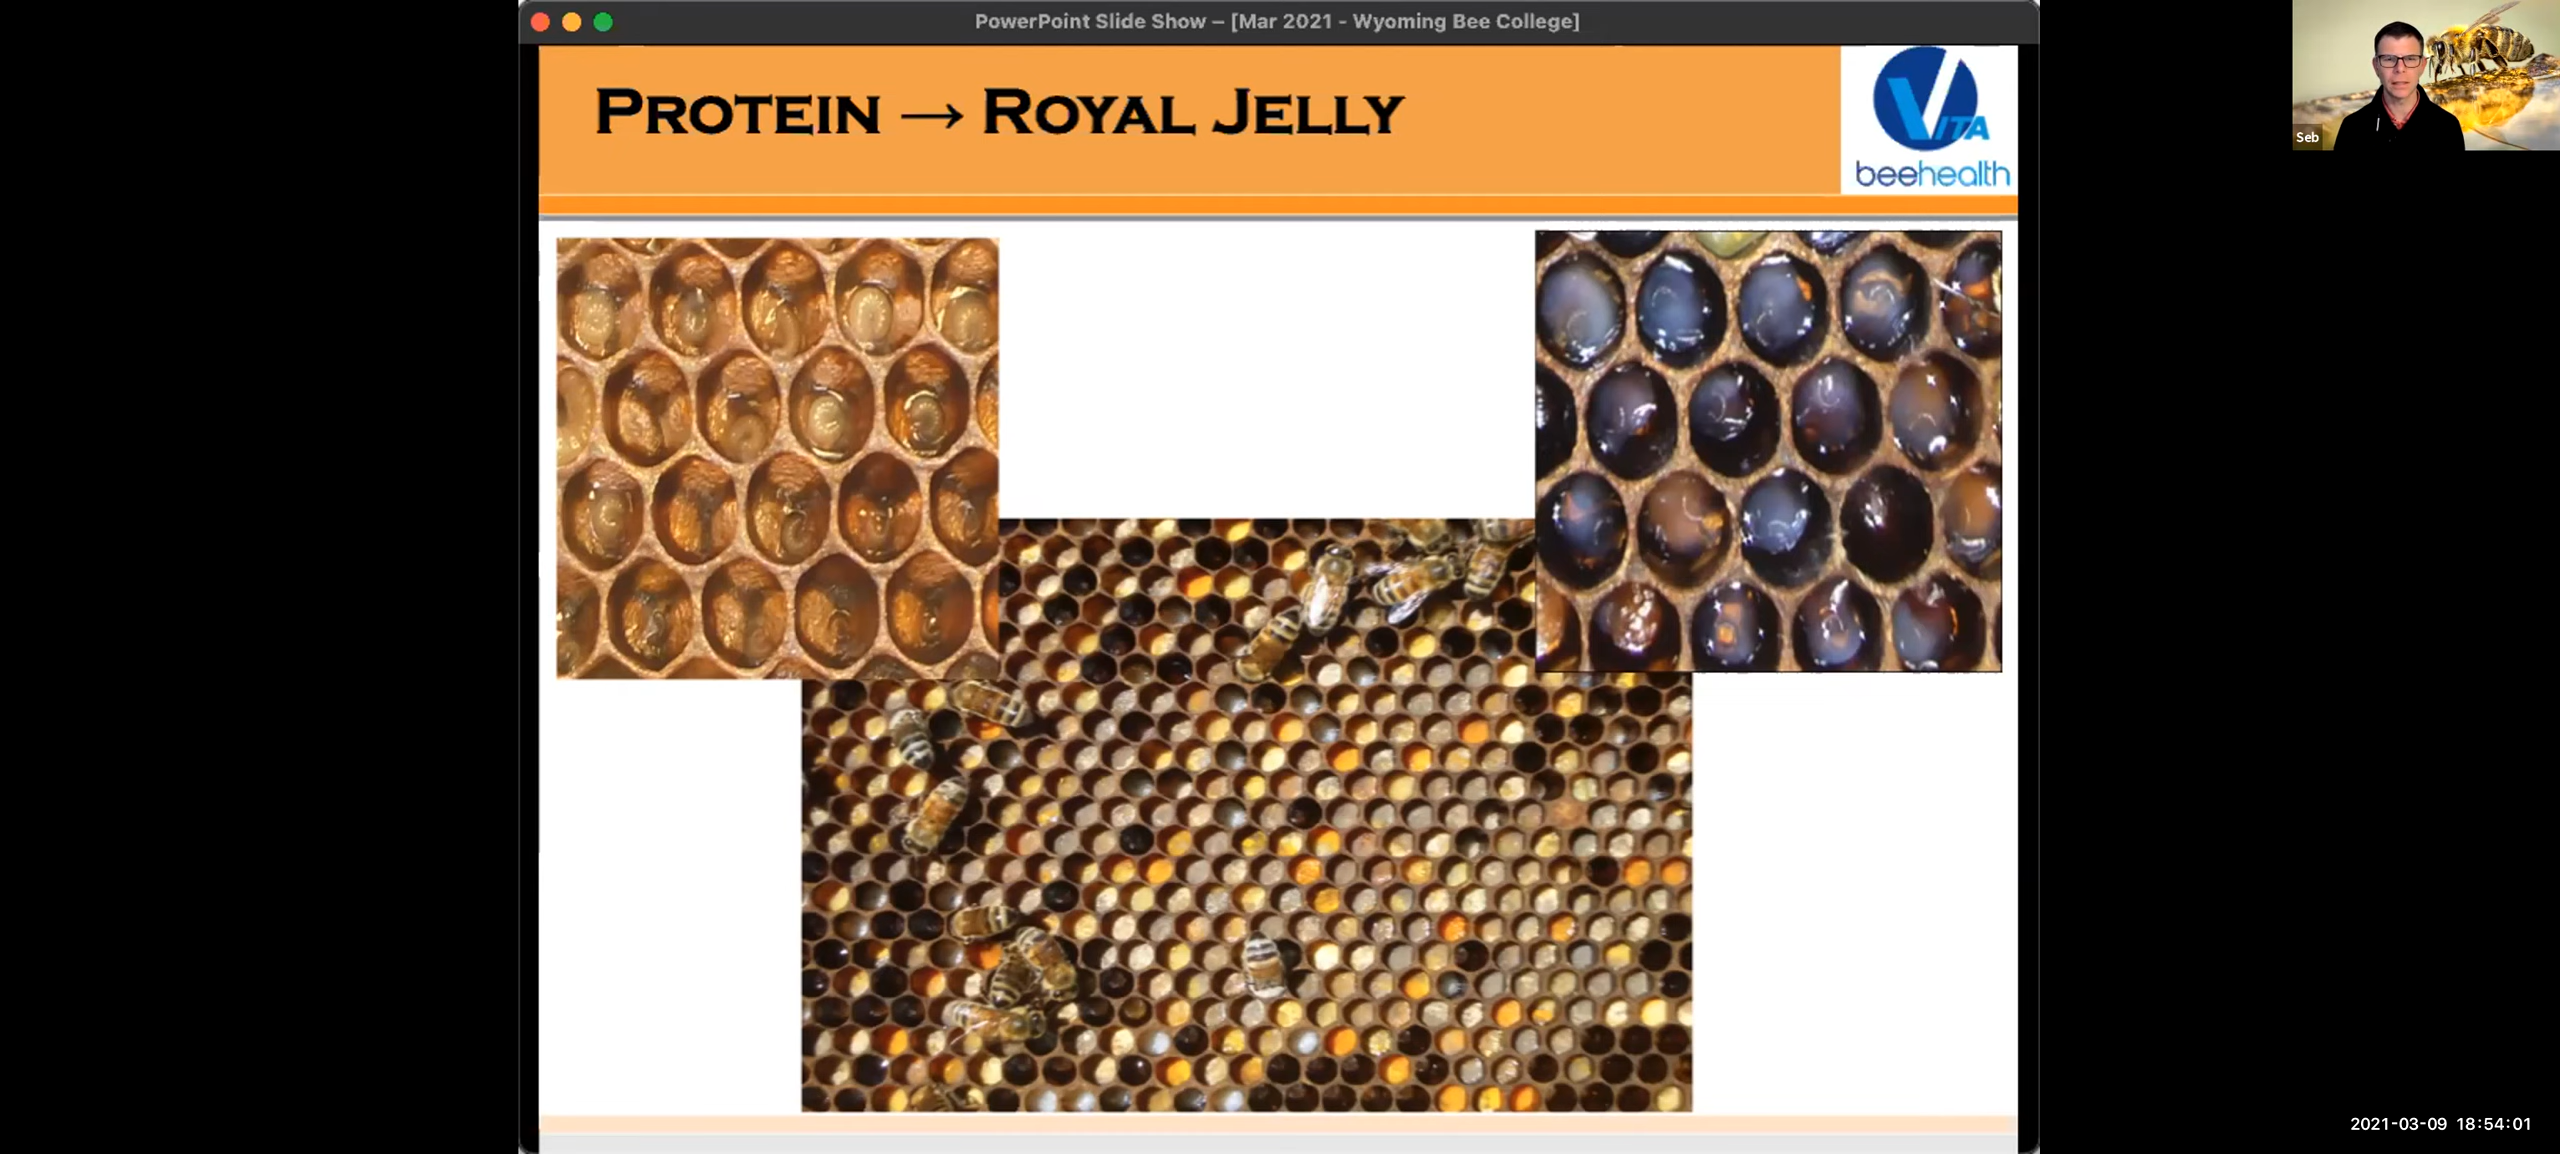 PowerPoint Slide Show – [Mar 2021 - Wyoming Bee College]
PROTEIN → ROYAL JELLY
VITA
beehealth
Seb
2021-03-09 18:54:01